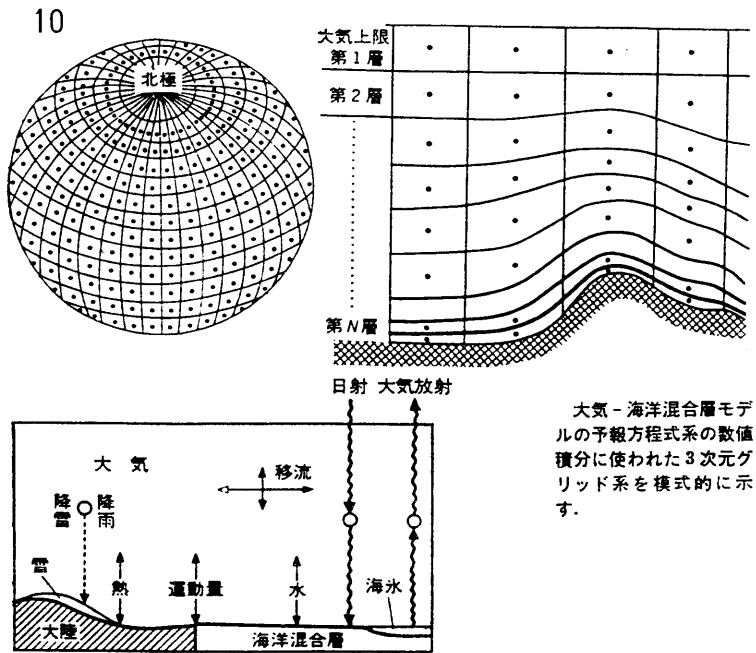 10
北極
大気上限
第1層
第2層
第N層
日射 大気放射
大気
移流
降雪
降雨
雪
熱
運動量
水
海氷
大陸
海洋混合層
大気-海洋混合層モデ
ルの予報方程式系の数値
積分に使われた3次元グ
リッド系を模式的に示
す.